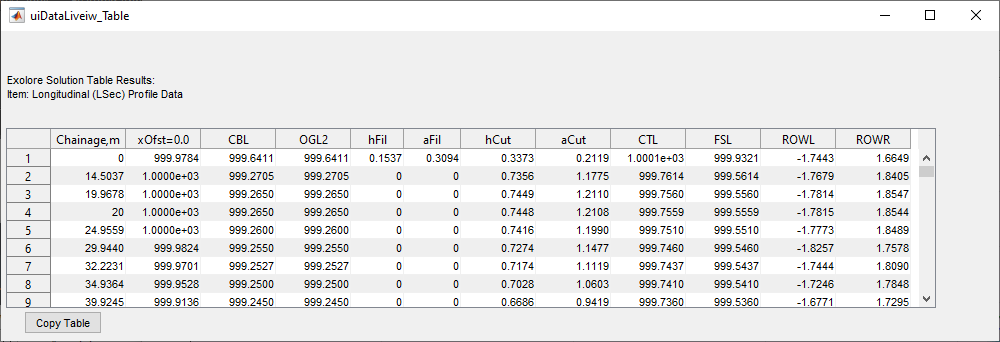 uiDataLiveiw_Table
Exolore Solution Table Results:
Item: Longitudinal (LSec) Profile Data
Chainage,m xOfst=0.0 CBL OGL2 hFil aFil hCut aCut CTL FSL ROWL ROWR
1 0 999.9784 999.6411 999.6411 0.1537 0.3094 0.3373 0.2119 1.0001e+03 999.9321 -1.7443 1.6649
2 14.5037 1.0000e+03 999.2705 999.2705 0 0 0.7356 1.1775 999.7614 999.5614 -1.7679 1.8405
3 19.9678 1.0000e+03 999.2650 999.2650 0 0 0.7449 1.2110 999.7560 999.5560 -1.7814 1.8547
4 20 1.0000e+03 999.2650 999.2650 0 0 0.7448 1.2108 999.7559 999.5559 -1.7815 1.8544
5 24.9559 1.0000e+03 999.2600 999.2600 0 0 0.7416 1.1990 999.7510 999.5510 -1.7773 1.8489
6 29.9440 999.9824 999.2550 999.2550 0 0 0.7274 1.1477 999.7460 999.5460 -1.8257 1.7578
7 32.2231 999.9701 999.2527 999.2527 0 0 0.7174 1.1119 999.7437 999.5437 -1.7444 1.8090
8 34.9364 999.9528 999.2500 999.2500 0 0 0.7028 1.0603 999.7410 999.5410 -1.7246 1.7848
9 39.9245 999.9136 999.2450 999.2450 0 0 0.6686 0.9419 999.7360 999.5360 -1.6771 1.7295
Copy Table